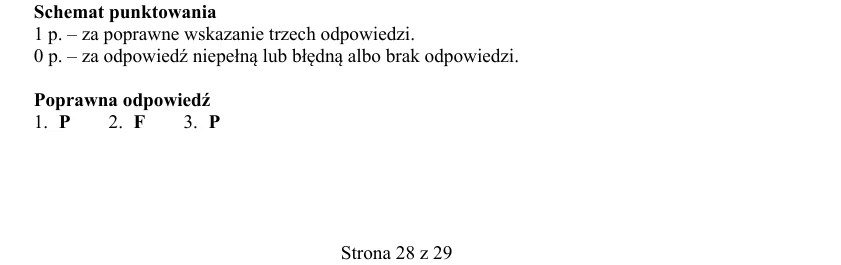 Schemat punktowania
1 p. – za poprawne wskazanie trzech odpowiedzi.
0 p. – za odpowiedź niepełną lub błędną albo brak odpowiedzi.
Poprawna odpowiedź
1. P 2. F 3. P
Strona 28 z 29